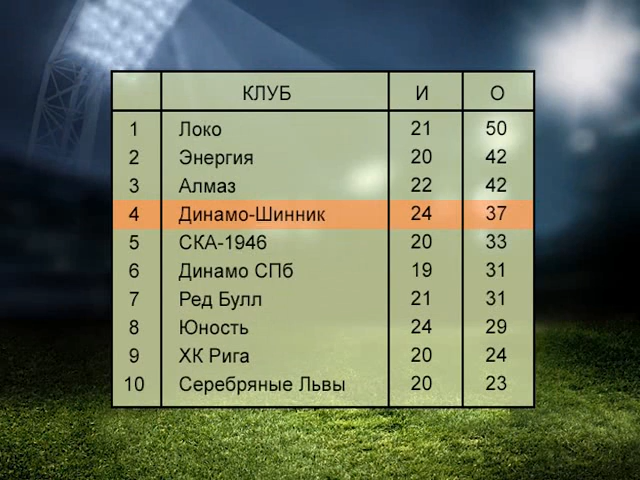 КЛУБ И О
1 Локо 21 50
2 Энергия 20 42
3 Алмаз 22 42
4 Динамо-Шинник 24 37
5 СКА-1946 20 33
6 Динамо СПб 19 31
7 Ред Булл 21 31
8 Юность 24 29
9 ХК Рига 20 24
10 Серебряные Львы 20 23